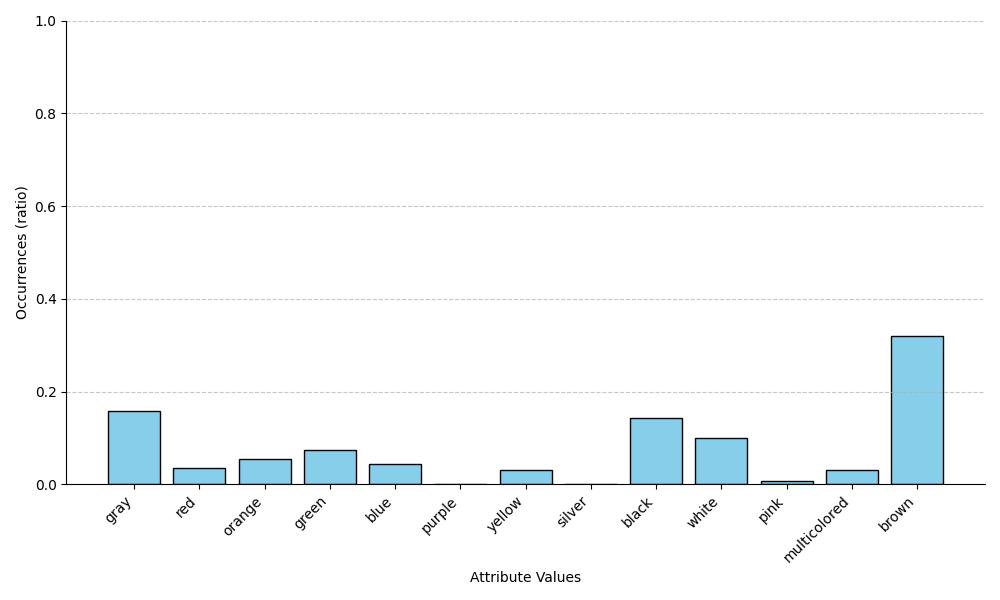 1.0
0.8
0.6
0.4
0.2
0.0
Occurrences (ratio)
gray
red
orange
green
blue
purple
yellow
silver
black
white
pink
multicolored
brown
Attribute Values